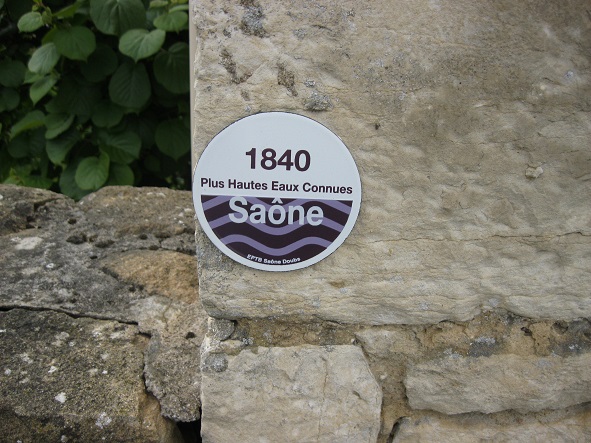 1840
Plus Hautes Eaux Connues
Saône
EPTB Saône Doubs